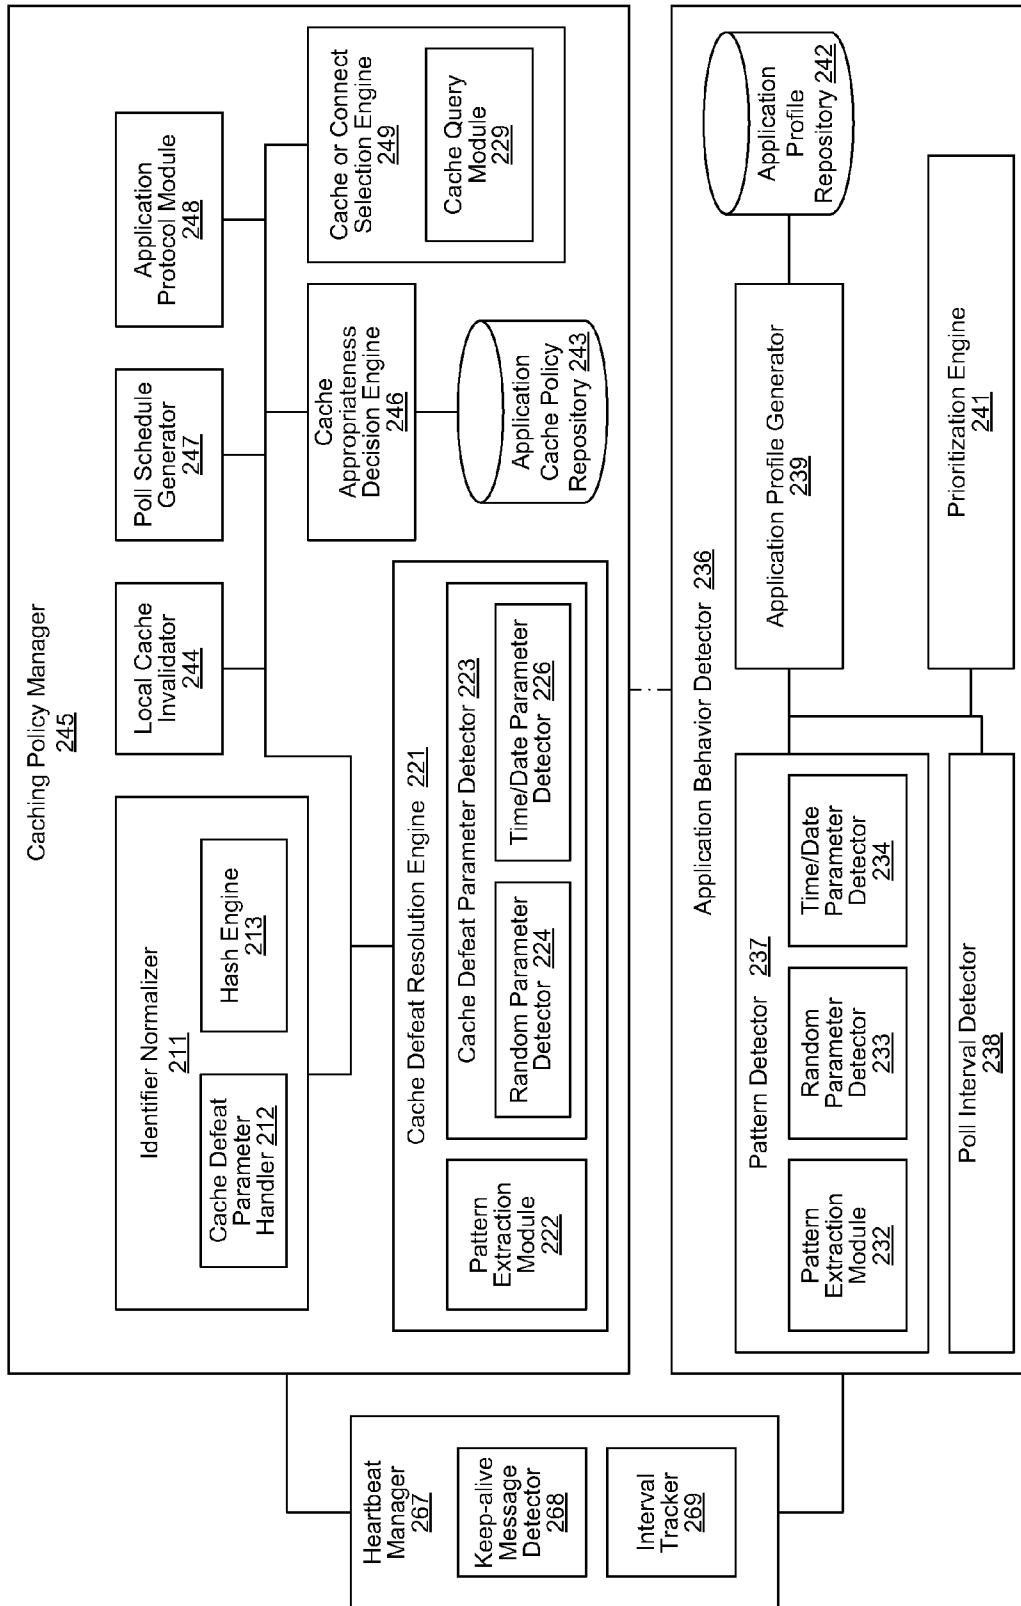 Caching Policy Manager
245
Identifier Normalizer
211
Cache Defeat
Parameter
Handler 212
Hash Engine
213
Local Cache
Invalidator
244
Poll Schedule
Generator
247
Application
Protocol Module
248
Cache Defeat Resolution Engine 221
Pattern
Extraction
Module
222
Cache Defeat Parameter Detector 223
Random Parameter
Detector 224
Time/Date Parameter
Detector 226
Cache
Appropriateness
Decision Engine
246
Application
Cache Policy
Repository 243
Cache or Connect
Selection Engine
249
Cache Query
Module
229
Heartbeat
Manager
267
Keep-alive
Message
Detector
268
Interval
Tracker
269
Application Behavior Detector 236
Pattern Detector 237
Pattern
Extraction
Module
232
Random
Parameter
Detector
233
Time/Date
Parameter
Detector
234
Poll Interval Detector
238
Application Profile Generator
239
Application
Profile
Repository 242
Prioritization Engine
241